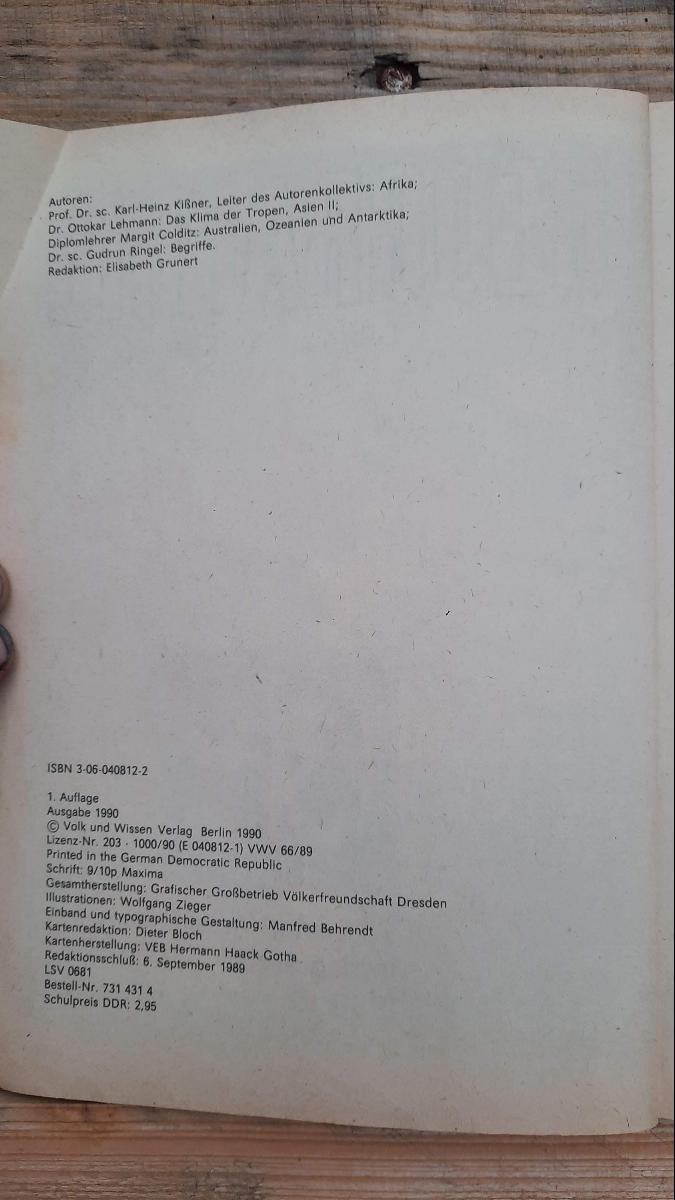 Autoren:
Prof. Dr. sc. Karl-Heinz Kißner, Leiter des Autorenkollektivs: Afrika;
Dr. Ottokar Lehmann: Das Klima der Tropen, Asien II;
Diplomlehrer Margit Colditz: Australien, Ozeanien und Antarktika;
Dr. sc. Gudrun Ringel: Begriffe.
Redaktion: Elisabeth Grunert
ISBN 3-06-040812-2
1. Auflage
Ausgabe 1990
© Volk und Wissen Verlag Berlin 1990
Lizenz-Nr. 203 · 1000/90 (E 040812-1) VWV 66/89
Printed in the German Democratic Republic
Schrift: 9/10p Maxima
Gesamtherstellung: Grafischer Großbetrieb Völkerfreundschaft Dresden
Illustrationen: Wolfgang Zieger
Einband und typographische Gestaltung: Manfred Behrendt
Kartenredaktion: Dieter Bloch
Kartenherstellung: VEB Hermann Haack Gotha
Redaktionsschluß: 6. September 1989
LSV 0681
Bestell-Nr. 731 431 4
Schulpreis DDR: 2,95